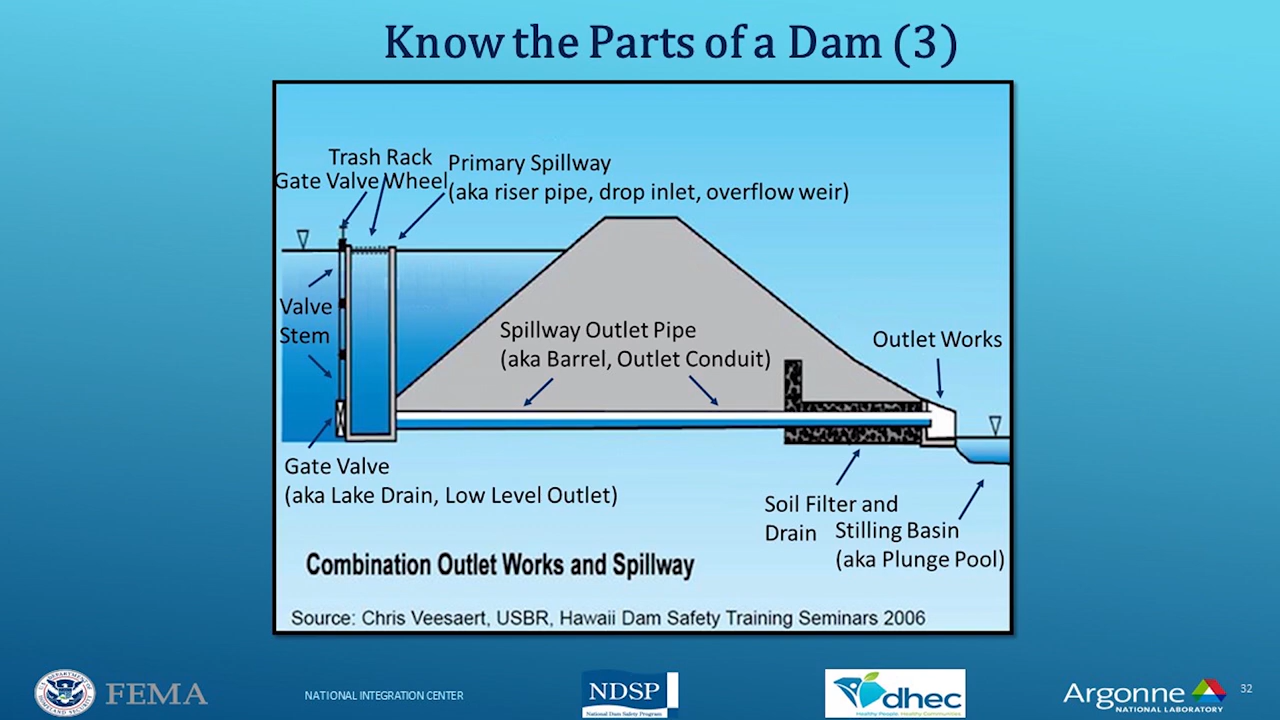 Know the Parts of a Dam (3)
Trash Rack
Gate Valve Wheel
Primary Spillway
(aka riser pipe, drop inlet, overflow weir)
Valve
Stem
Spillway Outlet Pipe
(aka Barrel, Outlet Conduit)
Outlet Works
Gate Valve
(aka Lake Drain, Low Level Outlet)
Soil Filter and
Drain
Stilling Basin
(aka Plunge Pool)
Combination Outlet Works and Spillway
Source: Chris Veesaert, USBR, Hawaii Dam Safety Training Seminars 2006
FEMA
NATIONAL INTEGRATION CENTER
NDSP
National Dam Safety Program
dhec
Healthy People. Healthy Communities.
Argonne
NATIONAL LABORATORY
32